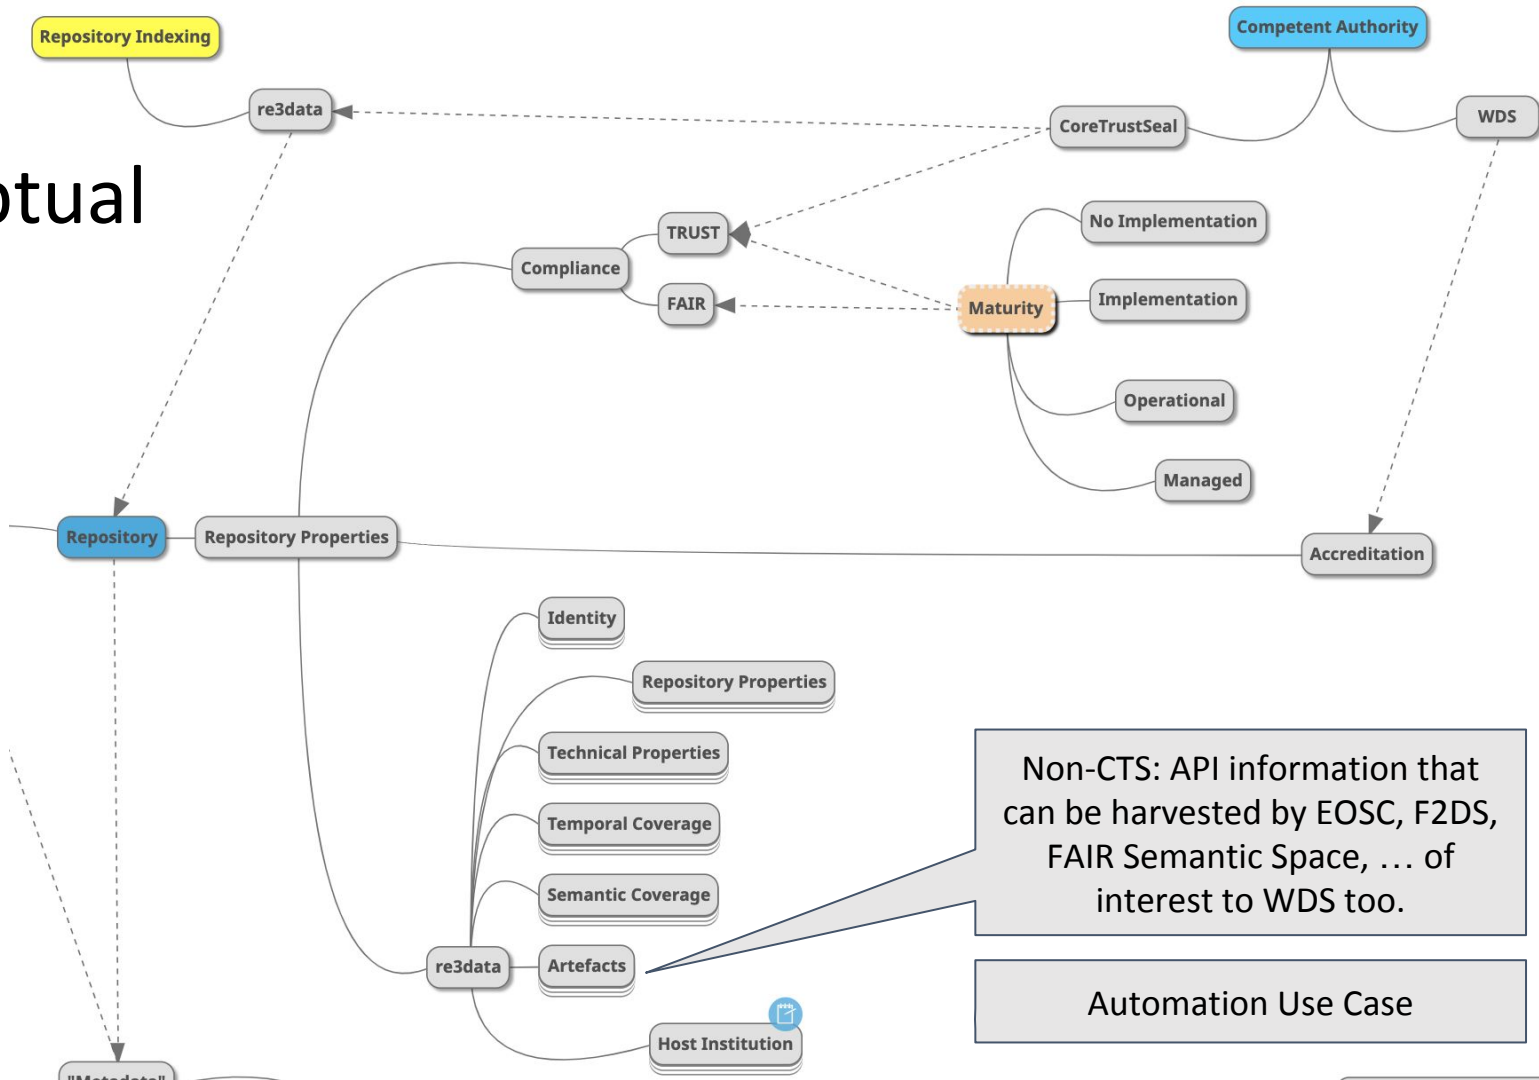 Repository Indexing
Competent Authority
re3data
WDS
CoreTrustSeal
No Implementation
TRUST
Compliance
FAIR
Maturity
Implementation
Operational
Managed
Repository
Repository Properties
Accreditation
Identity
Repository Properties
Technical Properties
Temporal Coverage
Semantic Coverage
re3data
Artefacts
Host Institution
Non-CTS: API information that
can be harvested by EOSC, F2DS,
FAIR Semantic Space, … of
interest to WDS too.
Automation Use Case